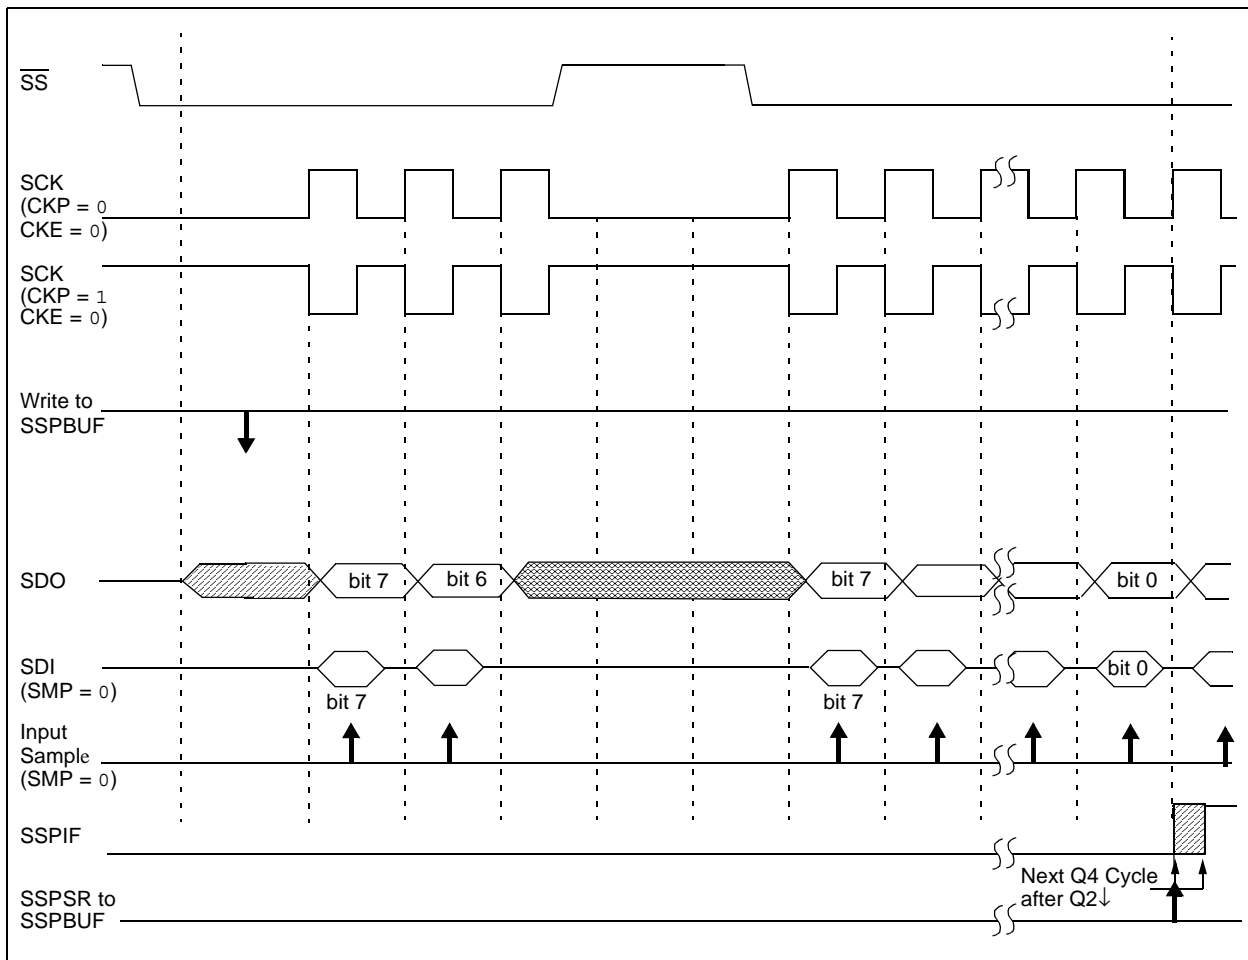 SS
SCK
(CKP = 0
CKE = 0)
SCK
(CKP = 1
CKE = 0)
Write to
SSPBUF
SDO
bit 7
bit 6
bit 7
bit 0
SDI
(SMP = 0)
bit 7
bit 7
bit 0
Input
Sample
(SMP = 0)
SSPIF
Next Q4 Cycle
after Q2↓
SSPSR to
SSPBUF